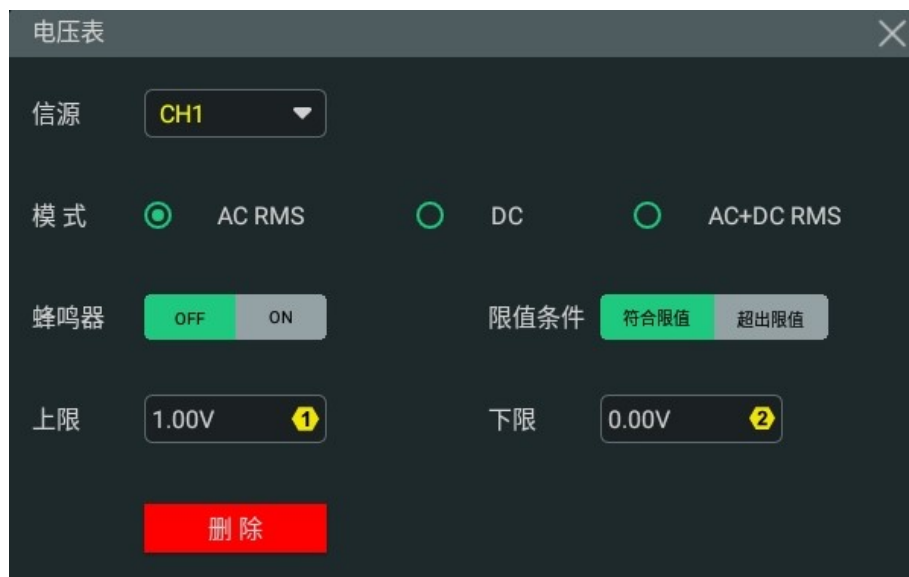 电压表
信源 CH1
模式 AC RMS DC AC+DC RMS
蜂鸣器 OFF ON 限值条件 符合限值 超出限值
上限 1.00V 1 下限 0.00V 2
删除